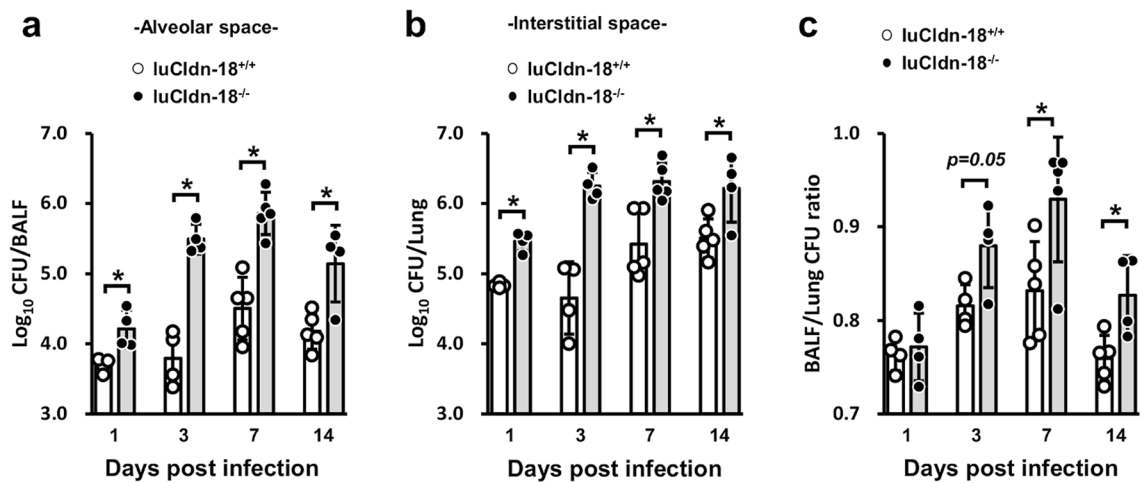 a
-Alveolar space-
luCldn-18+/+
luCldn-18-/-
Log10 CFU/BALF
7.0
6.0
5.0
4.0
3.0
*
*
*
*
1 3 7 14
Days post infection
b
-Interstitial space-
luCldn-18+/+
luCldn-18-/-
Log10 CFU/Lung
7.0
6.0
5.0
4.0
3.0
*
*
*
*
1 3 7 14
Days post infection
c
luCldn-18+/+
luCldn-18-/-
BALF/Lung CFU ratio
1.0
0.9
0.8
0.7
p=0.05
*
*
1 3 7 14
Days post infection